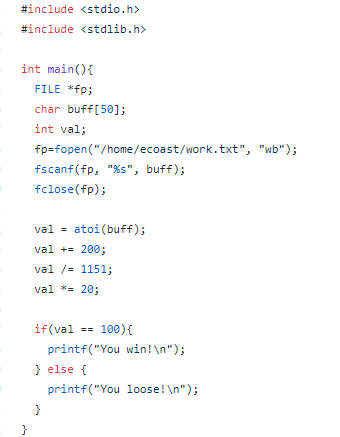 #include <stdio.h>
#include <stdlib.h>
int main(){
FILE *fp;
char buff[50];
int val;
fp=fopen("/home/ecoast/work.txt", "wb");
fscanf(fp, "%s", buff);
fclose(fp);
val = atoi(buff);
val += 200;
val /= 1151;
val *= 20;
if(val == 100){
printf("You win!\n");
} else {
printf("You loose!\n");
}
}